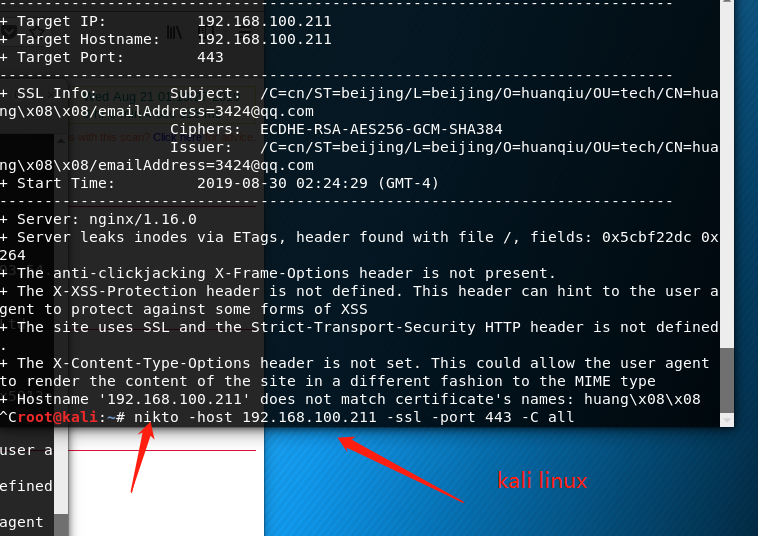 -----------------------------------------------------------------------
+ Target IP:          192.168.100.211
+ Target Hostname:    192.168.100.211
+ Target Port:        443
-----------------------------------------------------------------------
+ SSL Info:        Subject:  /C=cn/ST=beijing/L=beijing/O=huanqiu/OU=tech/CN=hua
ng\x08\x08/emailAddress=3424@qq.com
                   Ciphers:  ECDHE-RSA-AES256-GCM-SHA384
                   Issuer:   /C=cn/ST=beijing/L=beijing/O=huanqiu/OU=tech/CN=hua
ng\x08\x08/emailAddress=3424@qq.com
+ Start Time:         2019-08-30 02:24:29 (GMT-4)
-----------------------------------------------------------------------
+ Server: nginx/1.16.0
+ Server leaks inodes via ETags, header found with file /, fields: 0x5cbf22dc 0x
264
+ The anti-clickjacking X-Frame-Options header is not present.
+ The X-XSS-Protection header is not defined. This header can hint to the user a
gent to protect against some forms of XSS
+ The site uses SSL and the Strict-Transport-Security HTTP header is not defined
.
+ The X-Content-Type-Options header is not set. This could allow the user agent
to render the content of the site in a different fashion to the MIME type
+ Hostname '192.168.100.211' does not match certificate's names: huang\x08\x08
^Croot@kali:~# nikto -host 192.168.100.211 -ssl -port 443 -C all
user a
efined
agent
kali linux